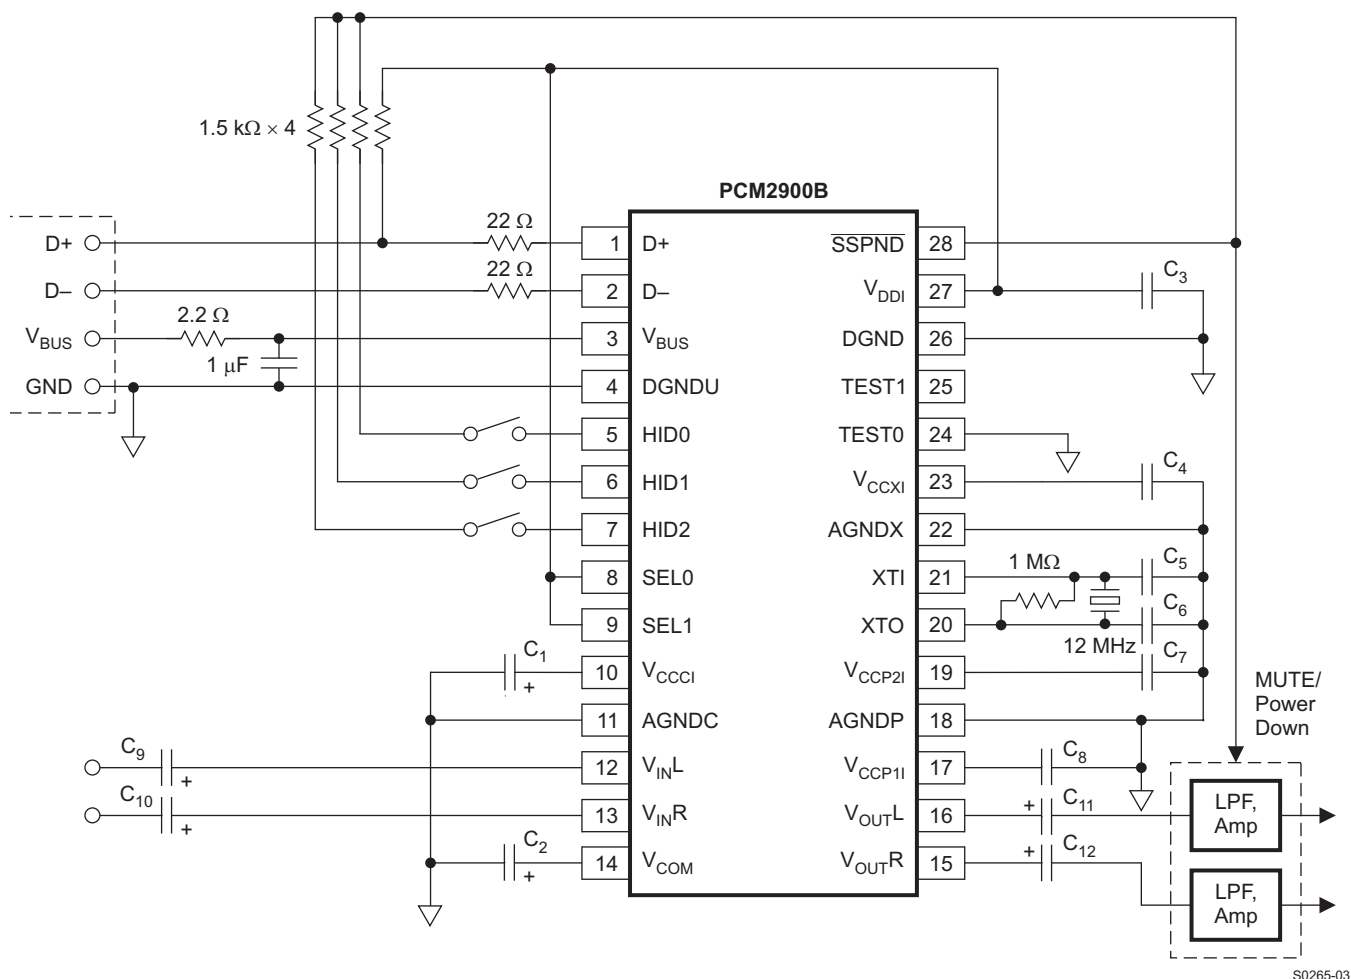 1.5 kΩ × 4
PCM2900B
D+
D–
V_BUS
GND
22 Ω
22 Ω
2.2 Ω
1 μF
1 D+
2 D–
3 V_BUS
4 DGNDU
5 HID0
6 HID1
7 HID2
8 SEL0
9 SEL1
10 V_CCCI
11 AGNDC
12 V_INL
13 V_INR
14 V_COM
SSPND 28
V_DDI 27
DGND 26
TEST1 25
TEST0 24
V_CCXI 23
AGNDX 22
XTI 21
XTO 20
V_CCP2I 19
AGNDP 18
V_CCP1I 17
V_OUTL 16
V_OUTR 15
C1
+
C9
+
C10
+
C2
+
C3
C4
1 MΩ
C5
C6
12 MHz
C7
C8
+ C11
+ C12
MUTE/
Power
Down
LPF,
Amp
LPF,
Amp
S0265-03